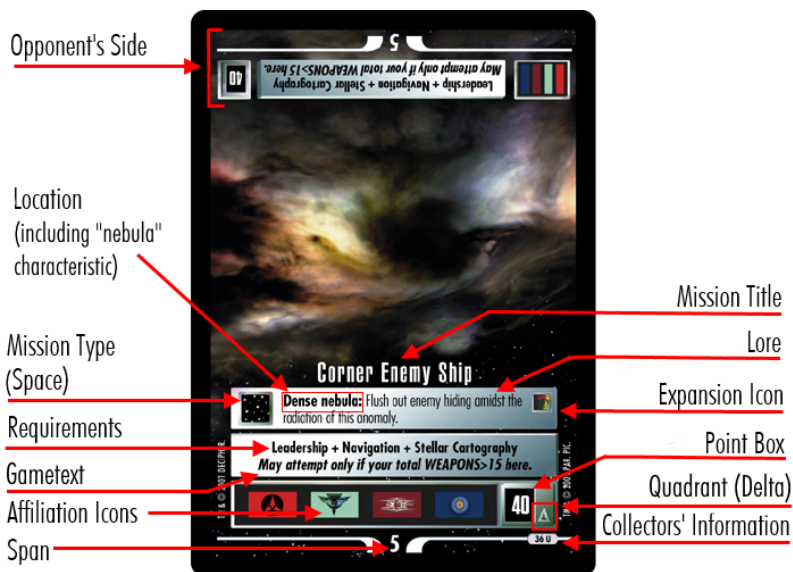 Opponent's Side
5
Leadership + Navigation + Stellar Cartography
May attempt only if your total WEAPONS>15 here.
40
Location
(including "nebula"
characteristic)
Mission Type
(Space)
Requirements
Gametext
Affiliation Icons
Span
Corner Enemy Ship
Dense nebula: Flush out enemy hiding amidst the
radiation of this anomaly.
Leadership + Navigation + Stellar Cartography
May attempt only if your total WEAPONS>15 here.
40
Δ
5
36 U
Mission Title
Lore
Expansion Icon
Point Box
Quadrant (Delta)
Collectors' Information